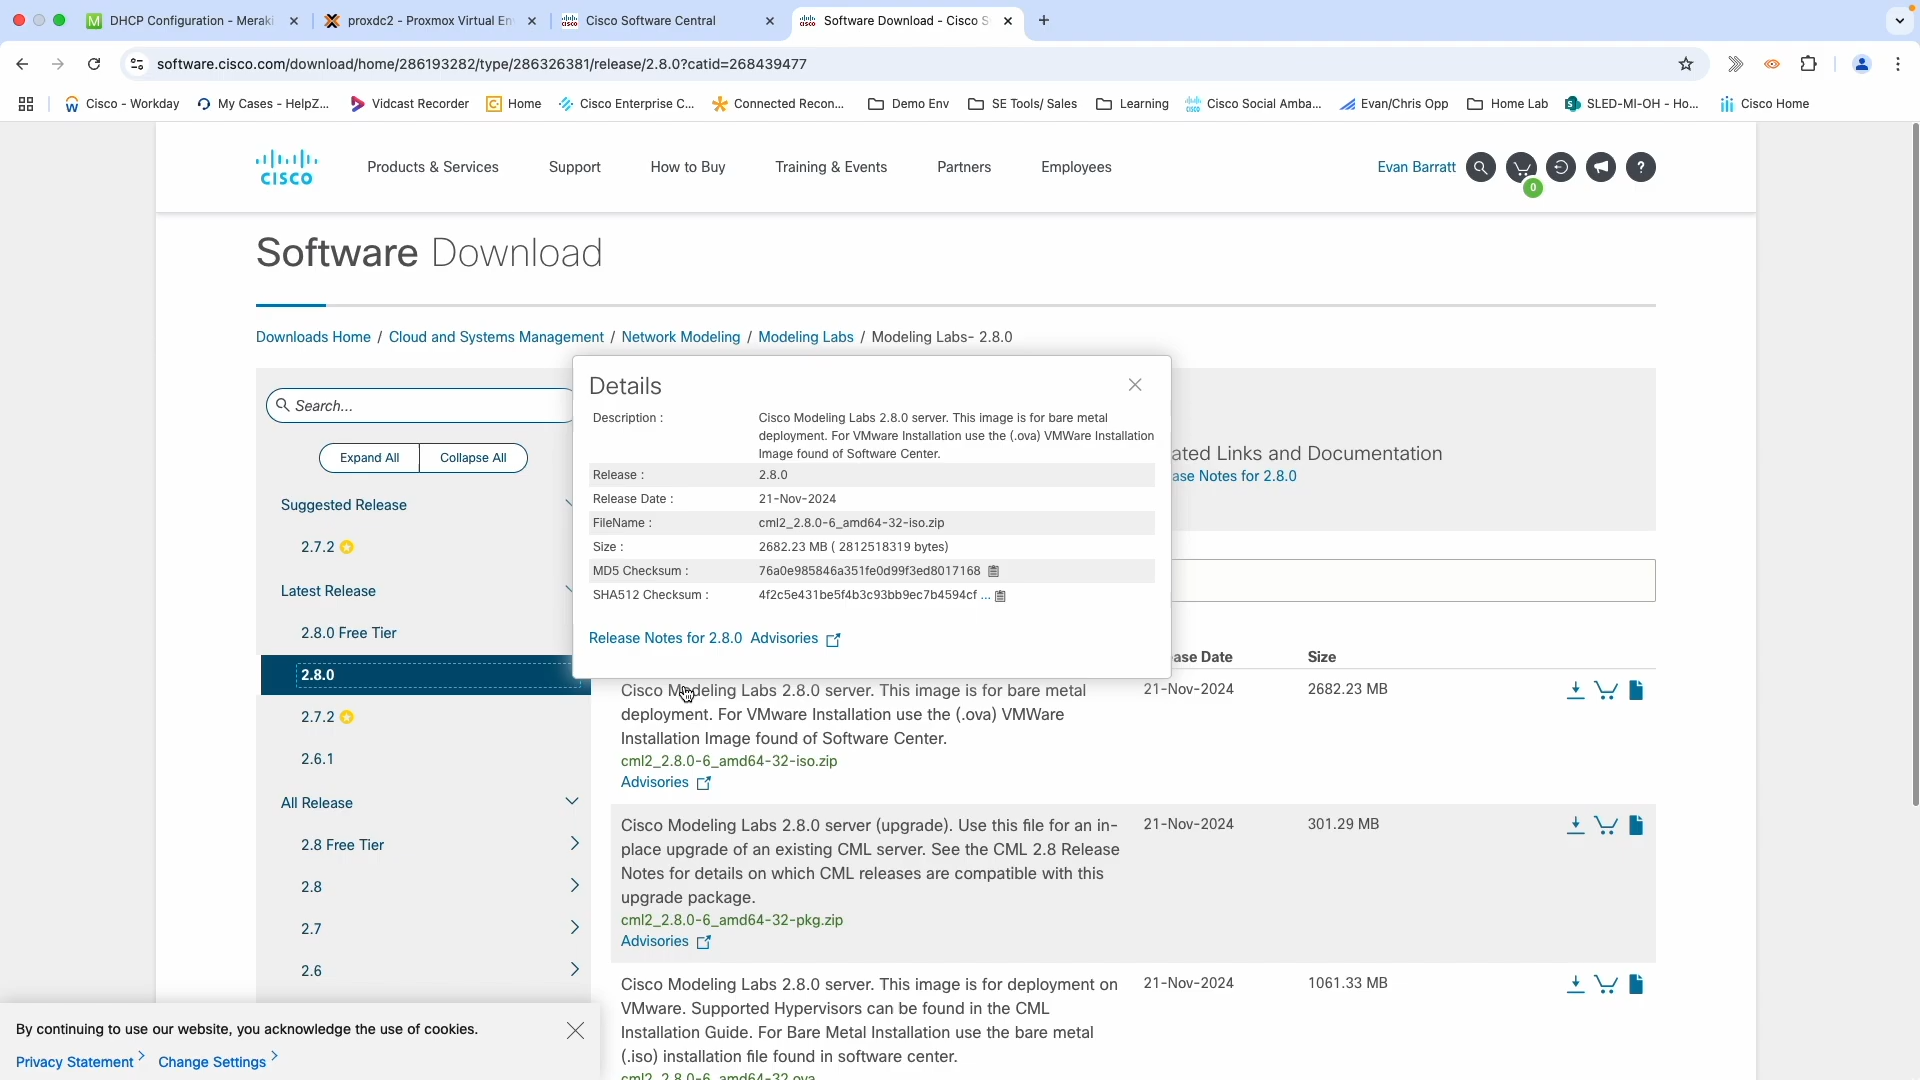 DHCP Configuration - Meraki
proxdc2 - Proxmox Virtual En
Cisco Software Central
Software Download - Cisco S
software.cisco.com/download/home/286193282/type/286326381/release/2.8.0?catid=268439477
Cisco - Workday
My Cases - HelpZ...
Vidcast Recorder
Home
Cisco Enterprise C...
Connected Recon...
Demo Env
SE Tools/ Sales
Learning
Cisco Social Amba...
Evan/Chris Opp
Home Lab
SLED-MI-OH - Ho...
Cisco Home
CISCO
Products & Services
Support
How to Buy
Training & Events
Partners
Employees
Evan Barratt
0
Software Download
Downloads Home / Cloud and Systems Management / Network Modeling / Modeling Labs / Modeling Labs- 2.8.0
Search...
Expand All
Collapse All
Suggested Release
2.7.2
Latest Release
2.8.0 Free Tier
2.8.0
2.7.2
2.6.1
All Release
2.8 Free Tier
2.8
2.7
2.6
Details
Description : Cisco Modeling Labs 2.8.0 server. This image is for bare metal
deployment. For VMware Installation use the (.ova) VMWare Installation
Image found of Software Center.
Release : 2.8.0
Release Date : 21-Nov-2024
FileName : cml2_2.8.0-6_amd64-32-iso.zip
Size : 2682.23 MB ( 2812518319 bytes)
MD5 Checksum : 76a0e985846a351fe0d99f3ed8017168
SHA512 Checksum : 4f2c5e431be5f4b3c93bb9ec7b4594cf ...
Release Notes for 2.8.0 Advisories
ated Links and Documentation
ase Notes for 2.8.0
ase Date
Size
Cisco Modeling Labs 2.8.0 server. This image is for bare metal
deployment. For VMware Installation use the (.ova) VMWare
Installation Image found of Software Center.
cml2_2.8.0-6_amd64-32-iso.zip
Advisories
21-Nov-2024
2682.23 MB
Cisco Modeling Labs 2.8.0 server (upgrade). Use this file for an in-
place upgrade of an existing CML server. See the CML 2.8 Release
Notes for details on which CML releases are compatible with this
upgrade package.
cml2_2.8.0-6_amd64-32-pkg.zip
Advisories
21-Nov-2024
301.29 MB
Cisco Modeling Labs 2.8.0 server. This image is for deployment on
VMware. Supported Hypervisors can be found in the CML
Installation Guide. For Bare Metal Installation use the bare metal
(.iso) installation file found in software center.
cml2_2.8.0-6_amd64-32.ova
21-Nov-2024
1061.33 MB
By continuing to use our website, you acknowledge the use of cookies.
Privacy Statement
Change Settings